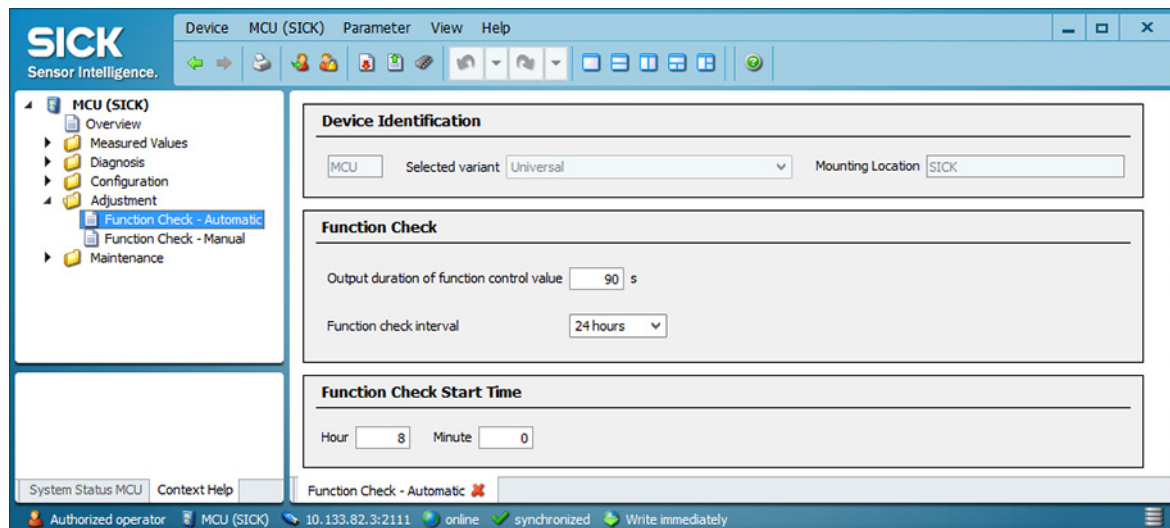 SICK
Sensor Intelligence.
Device MCU (SICK) Parameter View Help
MCU (SICK)
Overview
Measured Values
Diagnosis
Configuration
Adjustment
Function Check - Automatic
Function Check - Manual
Maintenance
System Status MCU Context Help
Device Identification
MCU Selected variant Universal Mounting Location SICK
Function Check
Output duration of function control value 90 s
Function check interval 24 hours
Function Check Start Time
Hour 8 Minute 0
Function Check - Automatic
Authorized operator MCU (SICK) 10.133.82.3:2111 online synchronized Write immediately